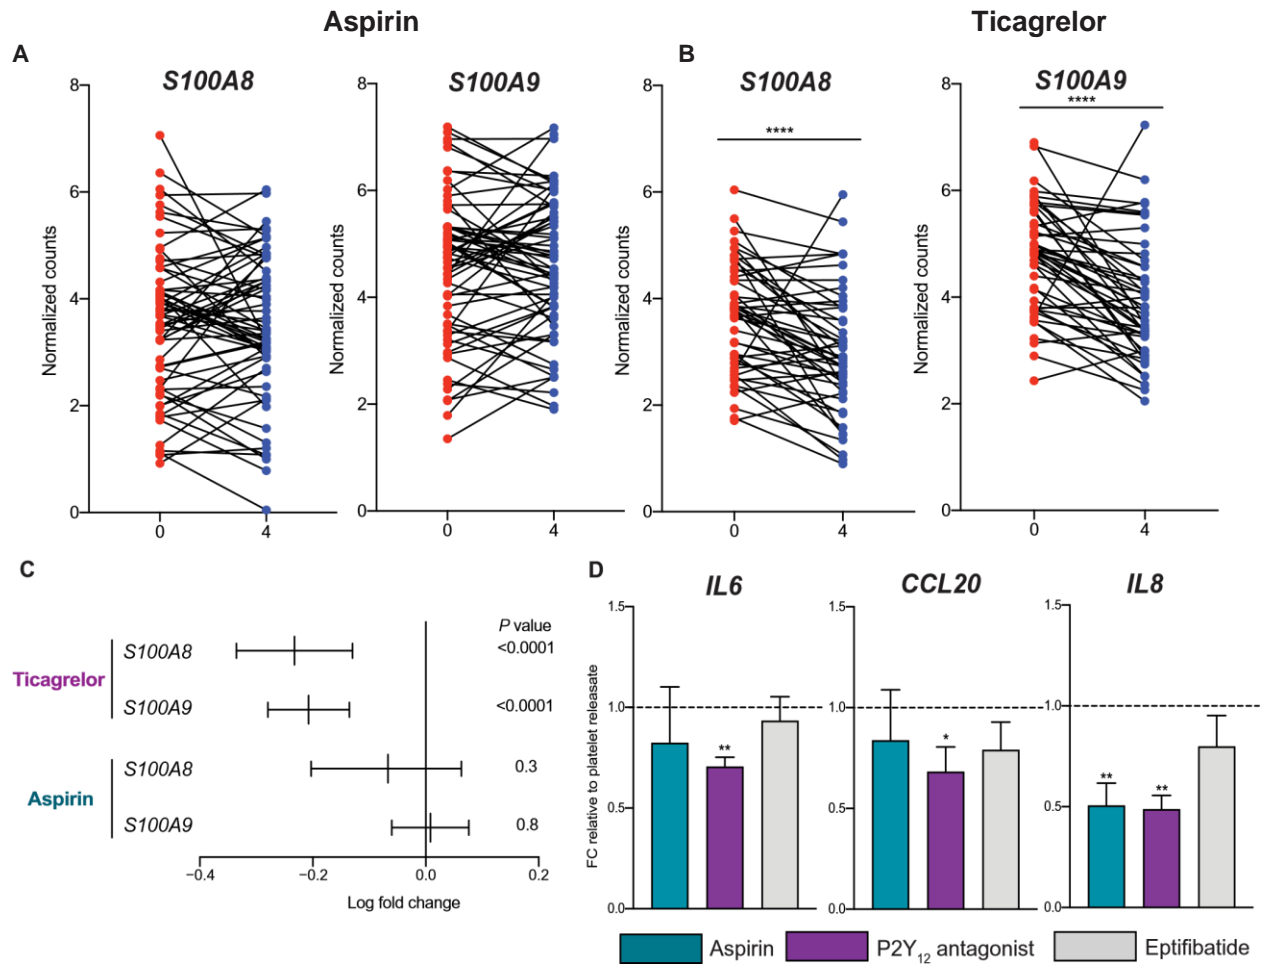 Aspirin
Ticagrelor
A
S100A8
8
6
4
2
0
Normalized counts
0
4
S100A9
8
6
4
2
0
Normalized counts
0
4
B
S100A8
****
8
6
4
2
0
Normalized counts
0
4
S100A9
****
8
6
4
2
0
Normalized counts
0
4
C
P value
Ticagrelor
S100A8
<0.0001
S100A9
<0.0001
Aspirin
S100A8
0.3
S100A9
0.8
−0.4
−0.2
0.0
0.2
Log fold change
D
IL6
1.5
1.0
0.5
0.0
FC relative to platelet releasate
**
CCL20
1.5
1.0
0.5
0.0
*
IL8
1.5
1.0
0.5
0.0
**
**
Aspirin
P2Y₁₂ antagonist
Eptifibatide